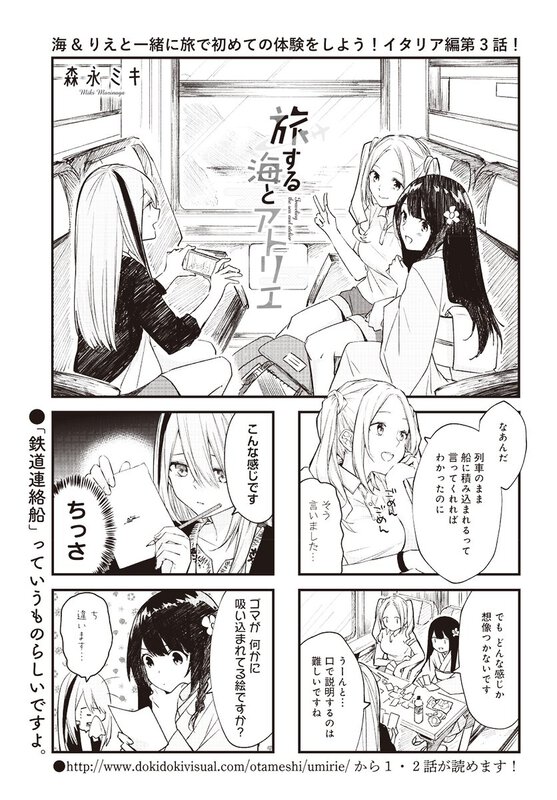 海&りえと一緒に旅で初めての体験をしよう!イタリア編第3話!
森永ミキ
Miki Morinaga
旅する
海とアトリエ
Traveling
the sea and atelier
なあんだ
列車のまま
船に積み込まれるって
言ってくれれば
わかったのに
そう
言いました…
でも どんな感じか
想像つかないです
うーんと…
口で説明するのは
難しいですね
こんな感じです
ちっさ
ゴマが 何かに
吸い込まれてる絵ですか?
ち
違います…
●「鉄道連絡船」っていうものらしいですよ。
●http://www.dokidokivisual.com/otameshi/umirie/ から1・2話が読めます!